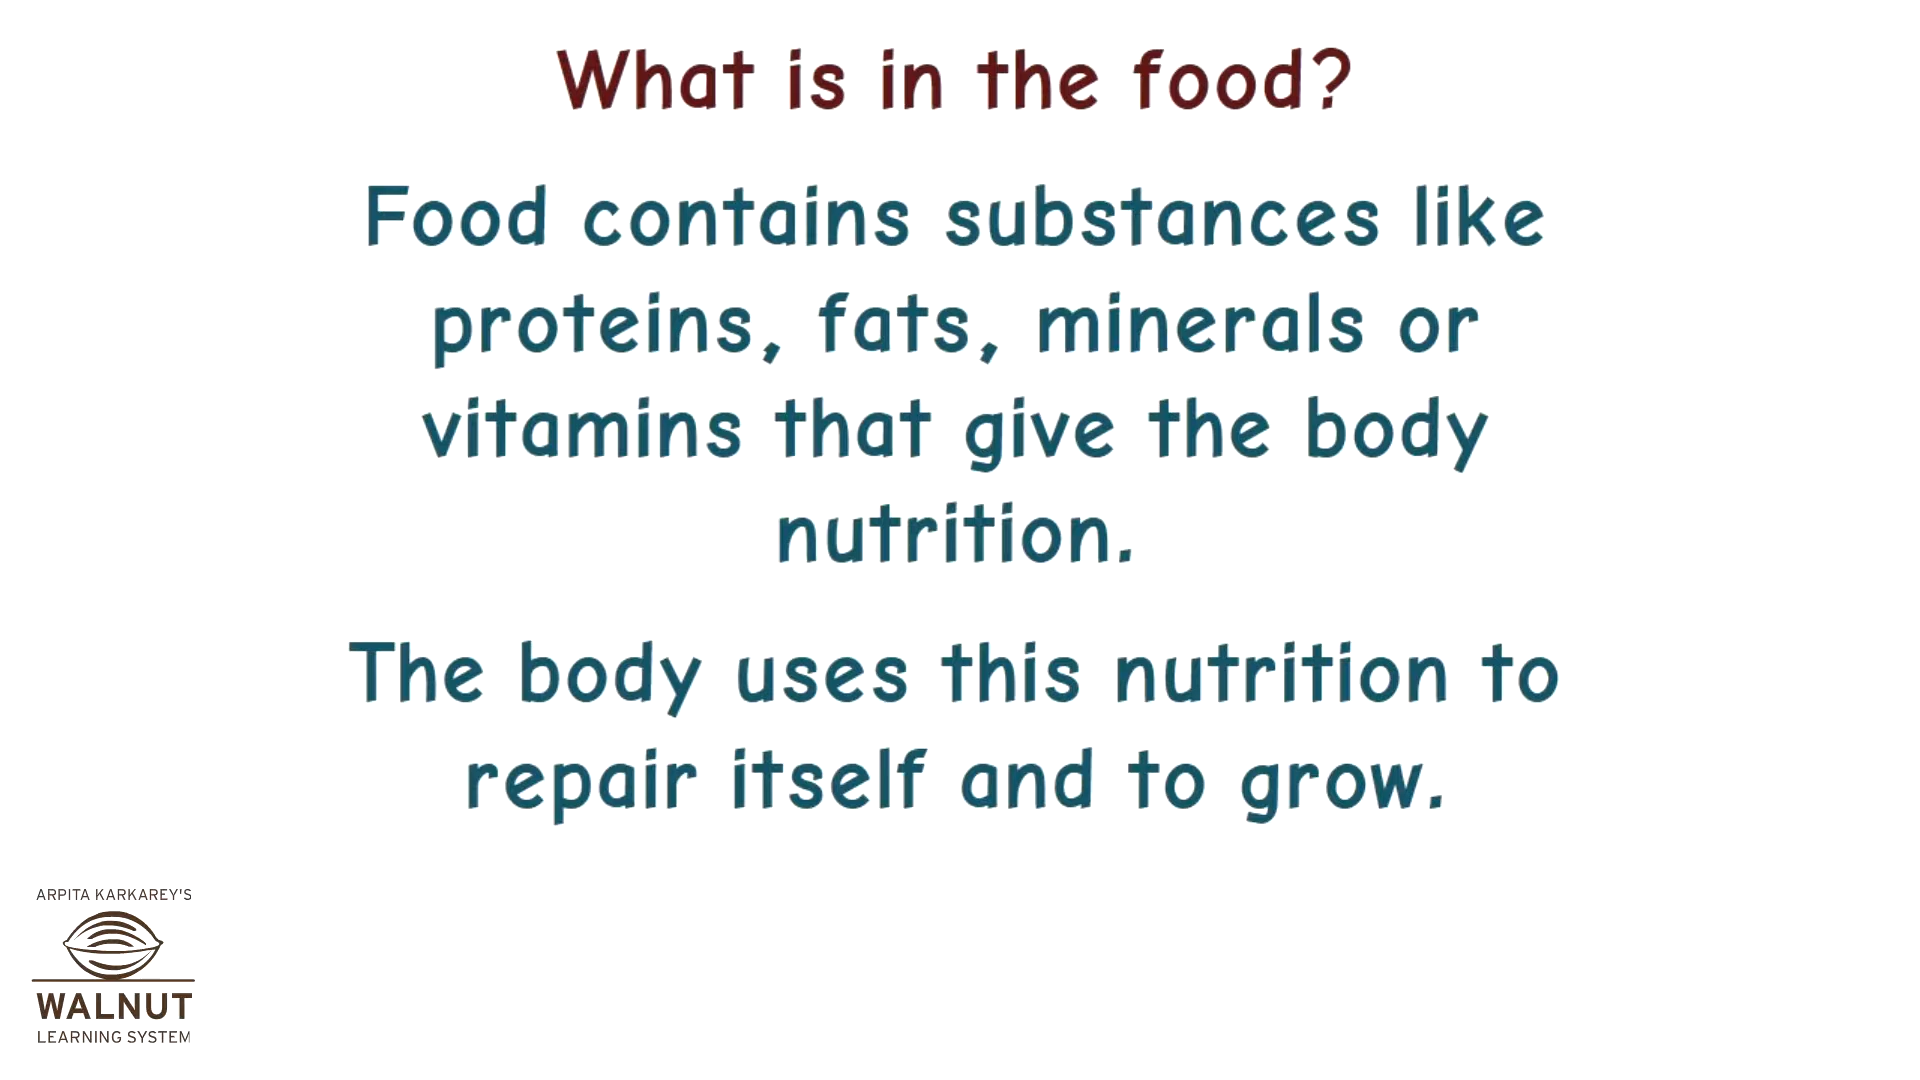 What is in the food?
Food contains substances like
proteins, fats, minerals or
vitamins that give the body
nutrition.
The body uses this nutrition to
repair itself and to grow.
ARPITA KARKAREY'S
WALNUT
LEARNING SYSTEM